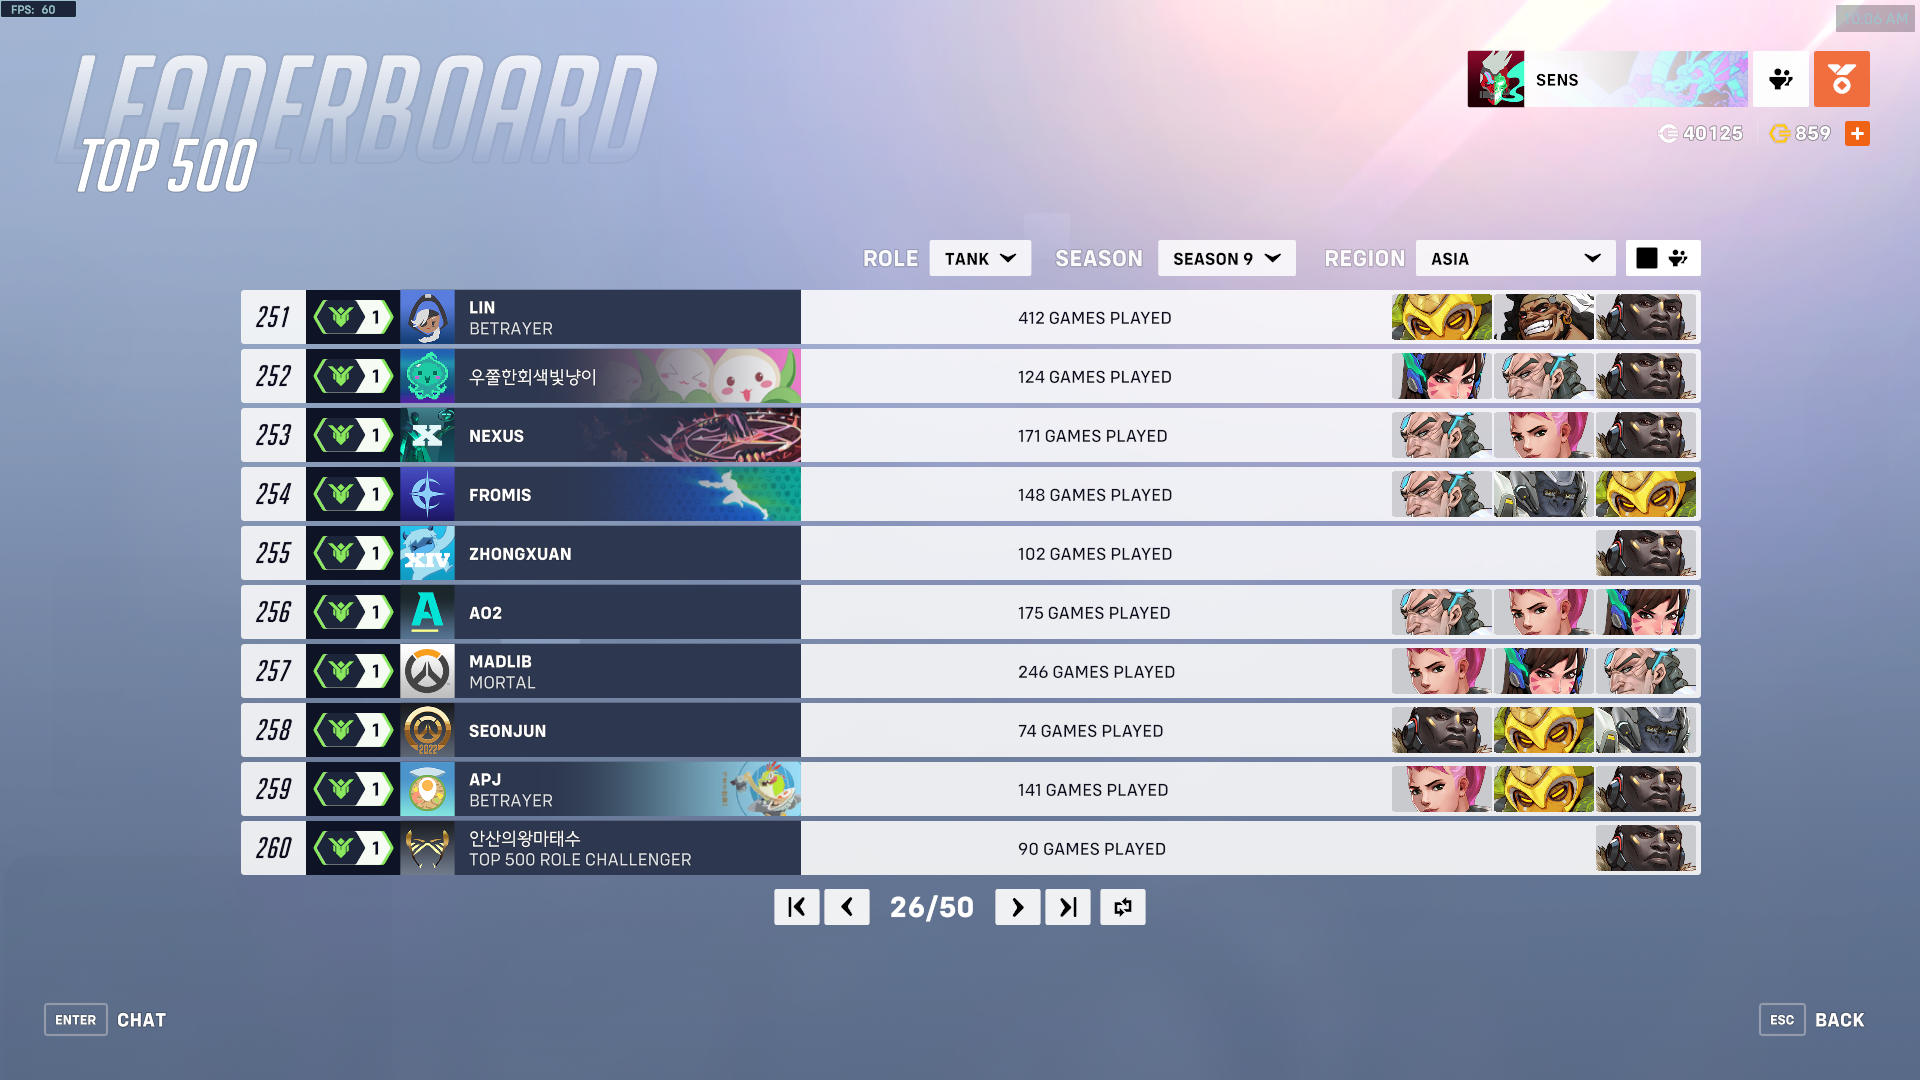 FPS: 60
LEADERBOARD
TOP 500
SENS
40125
859
ROLE TANK SEASON SEASON 9 REGION ASIA
251 1 LIN 412 GAMES PLAYED
BETRAYER
252 1 우쭐한회색빛냥이 124 GAMES PLAYED
253 1 X NEXUS 171 GAMES PLAYED
254 1 FROMIS 148 GAMES PLAYED
255 1 XIV ZHONGXUAN 102 GAMES PLAYED
256 1 A AO2 175 GAMES PLAYED
257 1 MADLIB 246 GAMES PLAYED
MORTAL
258 1 2022 SEONJUN 74 GAMES PLAYED
259 1 APJ 141 GAMES PLAYED
BETRAYER
260 1 안산의왕마태수 90 GAMES PLAYED
TOP 500 ROLE CHALLENGER
26/50
ENTER CHAT
ESC BACK